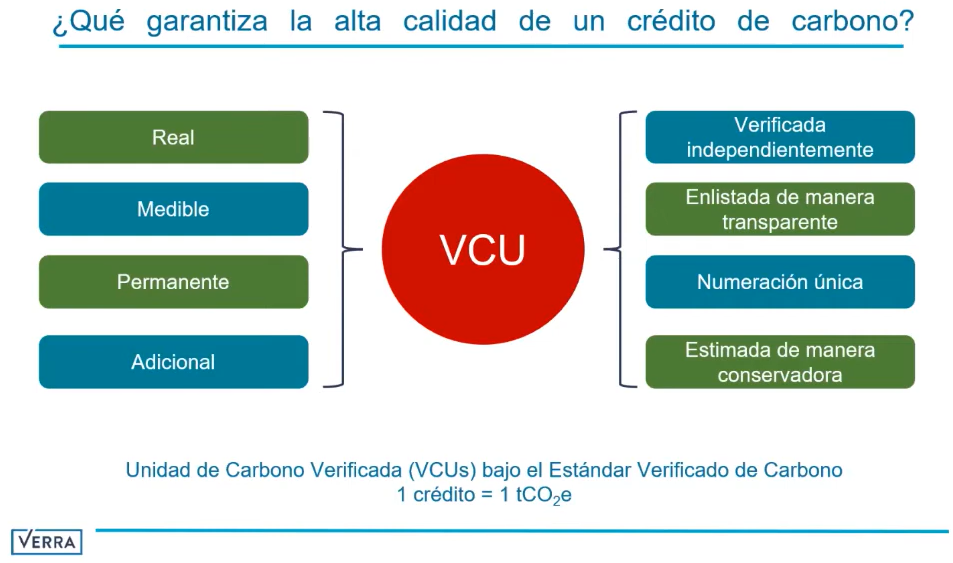 ¿Qué garantiza la alta calidad de un crédito de carbono?
Real
Medible
Permanente
Adicional
VCU
Verificada
independientemente
Enlistada de manera
transparente
Numeración única
Estimada de manera
conservadora
Unidad de Carbono Verificada (VCUs) bajo el Estándar Verificado de Carbono
1 crédito = 1 tCO₂e
VERRA